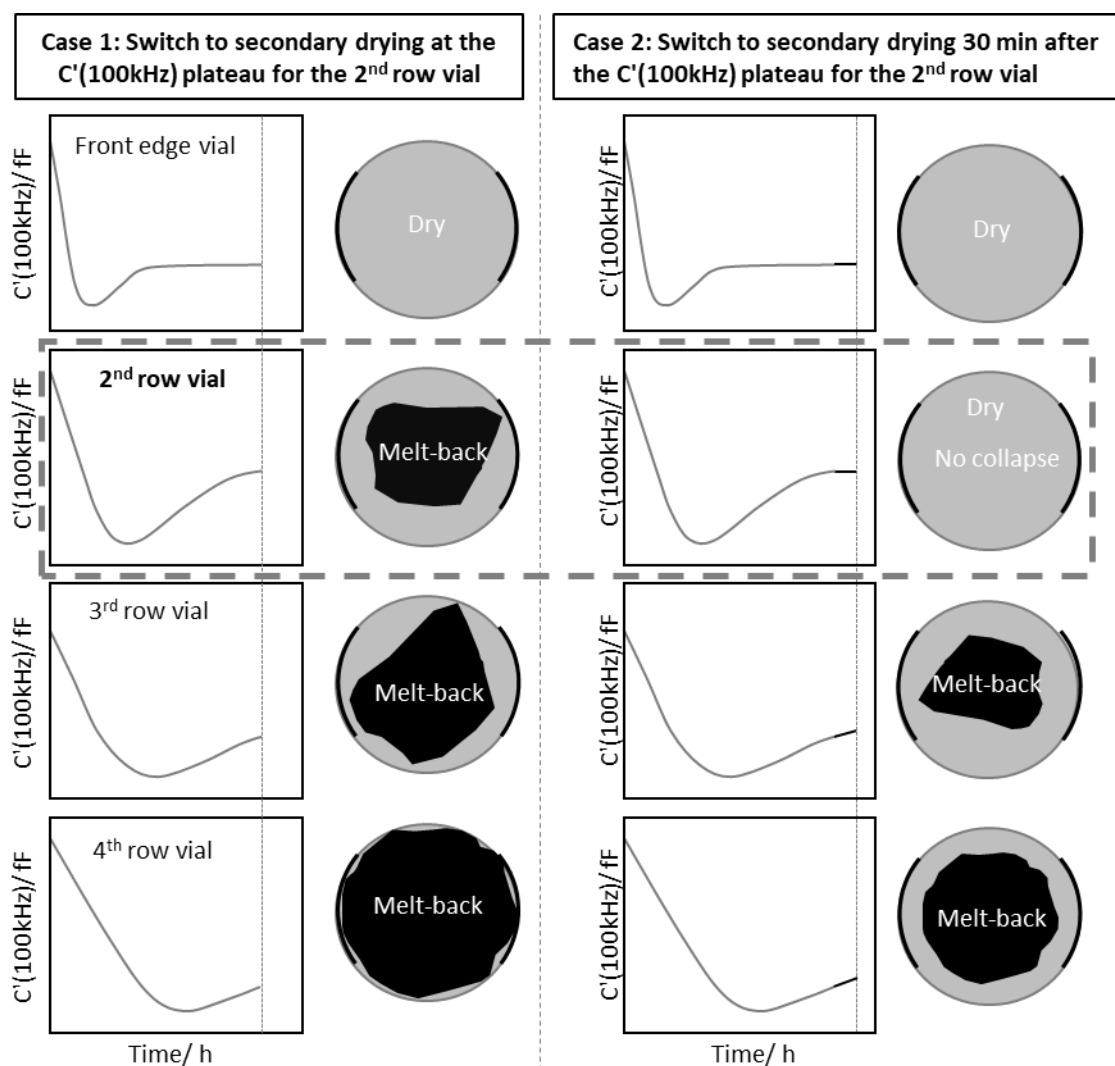 Case 1: Switch to secondary drying at the
C'(100kHz) plateau for the 2nd row vial
Case 2: Switch to secondary drying 30 min after
the C'(100kHz) plateau for the 2nd row vial
C'(100kHz)/ fF
Front edge vial
Dry
C'(100kHz)/ fF
Dry
C'(100kHz)/ fF
2nd row vial
Melt-back
C'(100kHz)/ fF
Dry
No collapse
C'(100kHz)/ fF
3rd row vial
Melt-back
C'(100kHz)/ fF
Melt-back
C'(100kHz)/ fF
4th row vial
Melt-back
C'(100kHz)/ fF
Melt-back
Time/ h
Time/ h